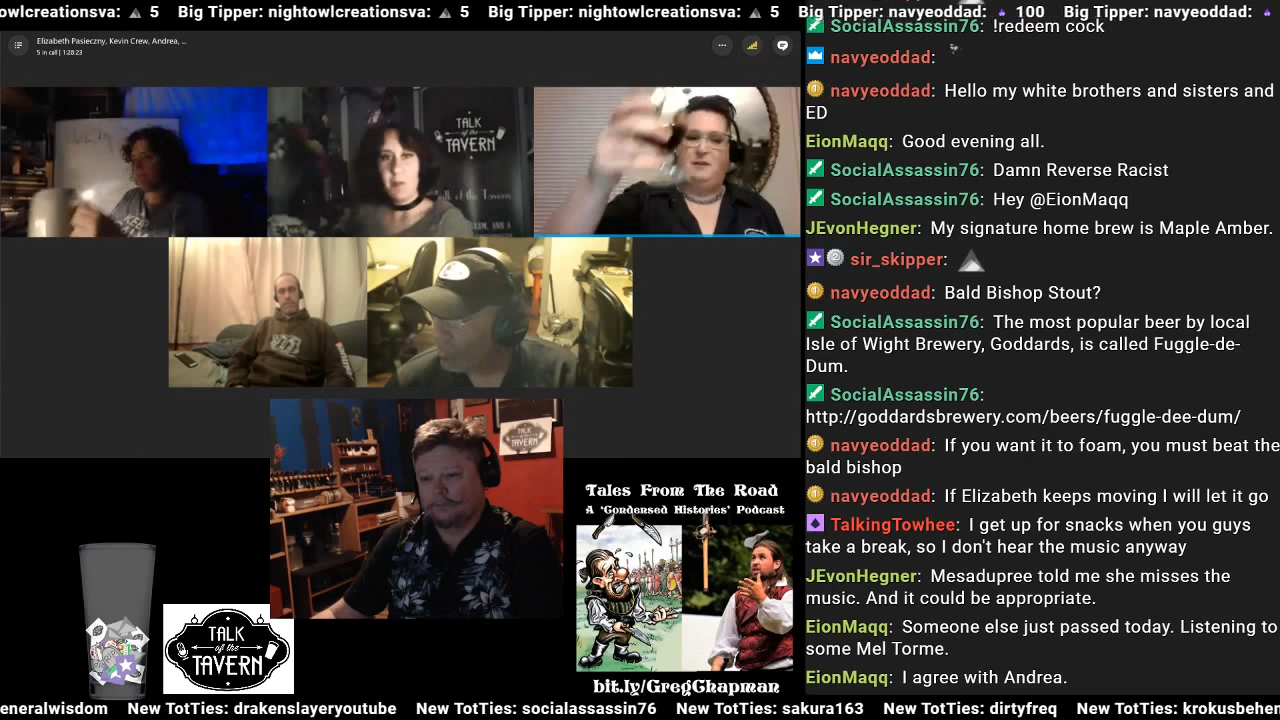 owlcreationsva: 5 Big Tipper: nightowlcreationsva: 5 Big Tipper: nightowlcreationsva: 5 Big Tipper: navyeoddad: 100 Big Tipper: navyeoddad:
Elizabeth Pasieczny, Kevin Crew, Andrea, ...
5 in call | 1:28:23
TALK
of the
TAVERN
TALK
of the
TAVERN
Tales From The Road
A 'Condensed Histories' Podcast
TALK
of the
TAVERN
bit.ly/GregChapman
SocialAssassin76: !redeem cock
navyeoddad:
navyeoddad: Hello my white brothers and sisters and
ED
EionMaqq: Good evening all.
SocialAssassin76: Damn Reverse Racist
SocialAssassin76: Hey @EionMaqq
JEvonHegner: My signature home brew is Maple Amber.
sir_skipper:
navyeoddad: Bald Bishop Stout?
SocialAssassin76: The most popular beer by local
Isle of Wight Brewery, Goddards, is called Fuggle-de-
Dum.
SocialAssassin76:
http://goddardsbrewery.com/beers/fuggle-dee-dum/
navyeoddad: If you want it to foam, you must beat the
bald bishop
navyeoddad: If Elizabeth keeps moving I will let it go
TalkingTowhee: I get up for snacks when you guys
take a break, so I don't hear the music anyway
JEvonHegner: Mesadupree told me she misses the
music. And it could be appropriate.
EionMaqq: Someone else just passed today. Listening to
some Mel Torme.
EionMaqq: I agree with Andrea.
eneralwisdom New TotTies: drakenslayeryoutube New TotTies: socialassassin76 New TotTies: sakura163 New TotTies: dirtyfreq New TotTies: krokusbehem